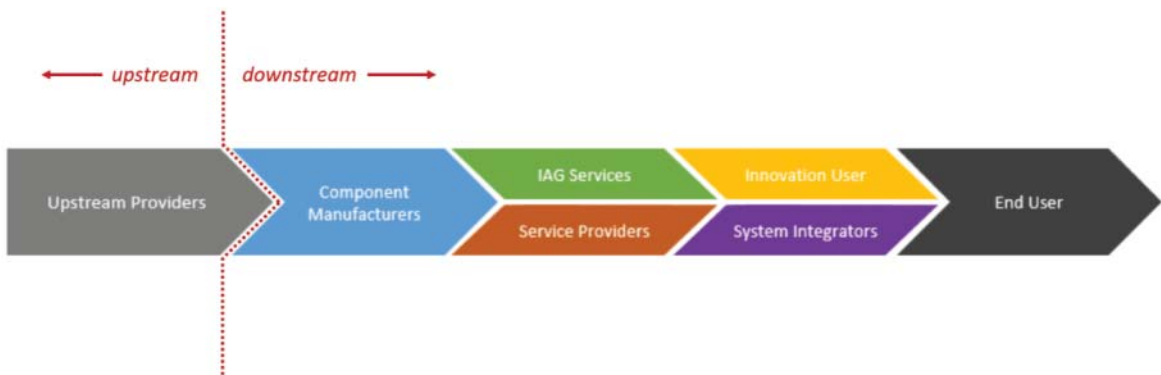 upstream downstream
Upstream Providers
Component
Manufacturers
IAG Services
Service Providers
Innovation User
System Integrators
End User